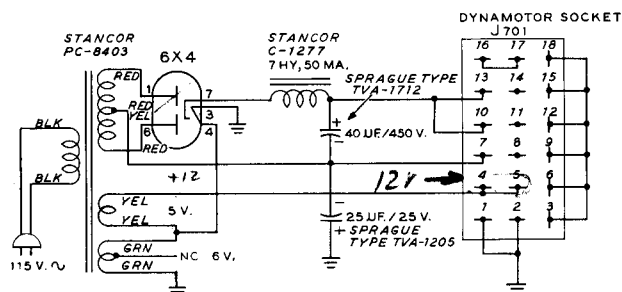 STANCOR
PC-8403
6X4
STANCOR
C-1277
7 HY, 50 MA.
DYNAMOTOR SOCKET
J701
RED
1
7
RED
YEL
3
6
4
RED
BLK
BLK
SPRAGUE TYPE
TVA-1712
+
40 UF./450 V.
-
16 17 18
13 14 15
10 11 12
7 8 9
4 5 6
1 2 3
+12
12V
YEL
YEL
5 V.
-
25 UF. / 25 V.
+ SPRAGUE
TYPE TVA-1205
GRN
NC 6 V.
GRN
115 V. ~